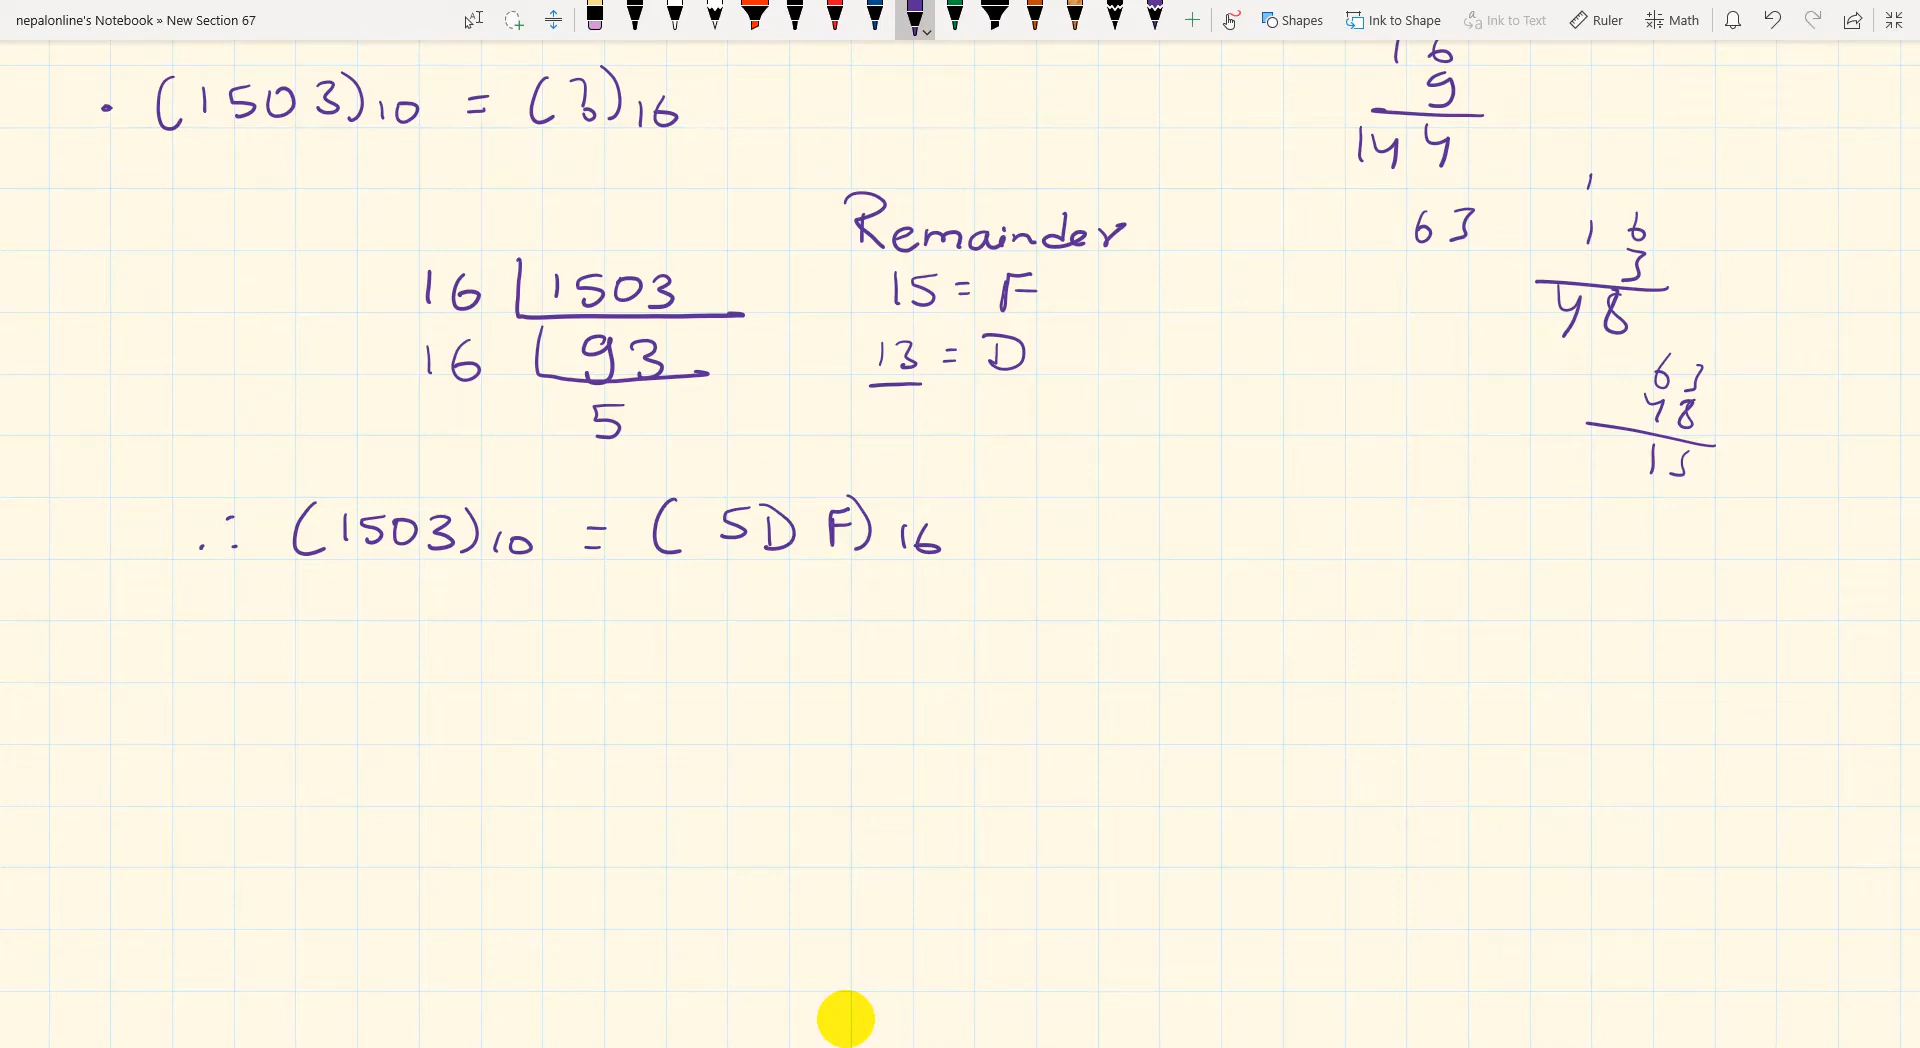 nepalonline's Notebook » New Section 67
Shapes Ink to Shape Ink to Text Ruler Math
. (1503)10 = (?)16
Remainder
16 1503 15 = F
16 93 13 = D
5
∴ (1503)10 = (5DF)16
16
9
144
63
1
16
3
48
63
48
15